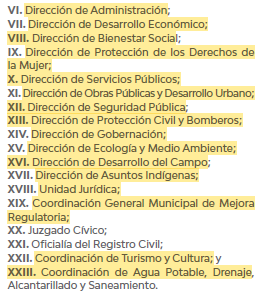 VI. Dirección de Administración;
VII. Dirección de Desarrollo Económico;
VIII. Dirección de Bienestar Social;
IX. Dirección de Protección de los Derechos de
la Mujer;
X. Dirección de Servicios Públicos;
XI. Dirección de Obras Públicas y Desarrollo Urbano;
XII. Dirección de Seguridad Pública;
XIII. Dirección de Protección Civil y Bomberos;
XIV. Dirección de Gobernación;
XV. Dirección de Ecología y Medio Ambiente;
XVI. Dirección de Desarrollo del Campo;
XVII. Dirección de Asuntos Indígenas;
XVIII. Unidad Jurídica;
XIX. Coordinación General Municipal de Mejora
Regulatoria;
XX. Juzgado Cívico;
XXI. Oficialía del Registro Civil;
XXII. Coordinación de Turismo y Cultura; y
XXIII. Coordinación de Agua Potable, Drenaje,
Alcantarillado y Saneamiento.